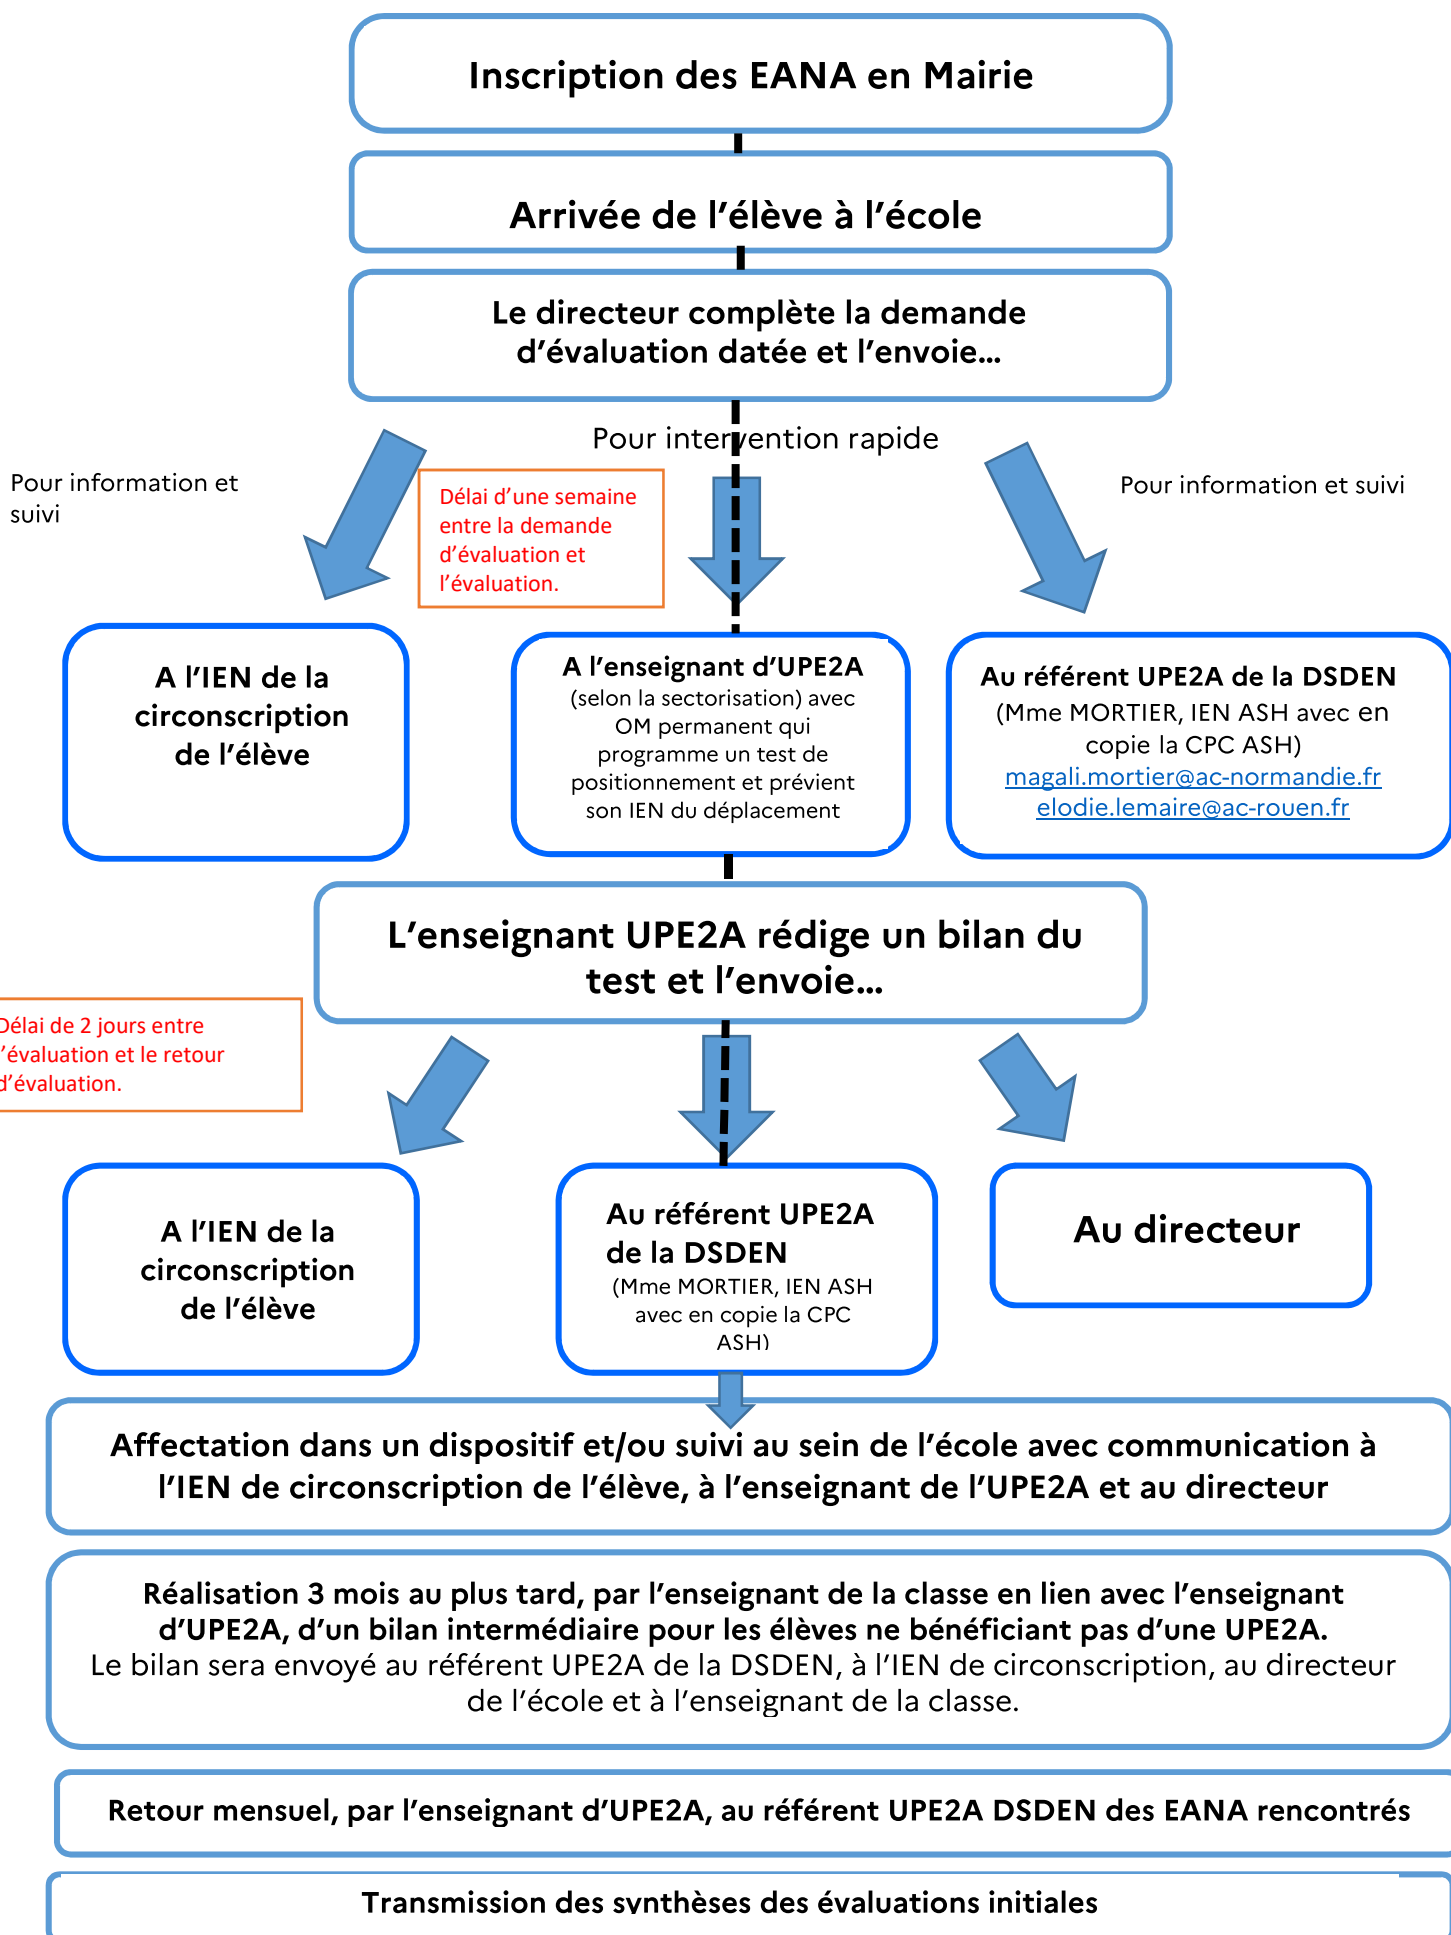 Inscription des EANA en Mairie
Arrivée de l'élève à l'école
Le directeur complète la demande
d'évaluation datée et l'envoie...
Pour intervention rapide
Pour information et
suivi
Délai d'une semaine
entre la demande
d'évaluation et
l'évaluation.
Pour information et suivi
A l'IEN de la
circonscription
de l'élève
A l'enseignant d'UPE2A
(selon la sectorisation) avec
OM permanent qui
programme un test de
positionnement et prévient
son IEN du déplacement
Au référent UPE2A de la DSDEN
(Mme MORTIER, IEN ASH avec en
copie la CPC ASH)
magali.mortier@ac-normandie.fr
elodie.lemaire@ac-rouen.fr
L'enseignant UPE2A rédige un bilan du
test et l'envoie...
Délai de 2 jours entre
l'évaluation et le retour
d'évaluation.
A l'IEN de la
circonscription
de l'élève
Au référent UPE2A
de la DSDEN
(Mme MORTIER, IEN ASH
avec en copie la CPC
ASH)
Au directeur
Affectation dans un dispositif et/ou suivi au sein de l'école avec communication à
l'IEN de circonscription de l'élève, à l'enseignant de l'UPE2A et au directeur
Réalisation 3 mois au plus tard, par l'enseignant de la classe en lien avec l'enseignant
d'UPE2A, d'un bilan intermédiaire pour les élèves ne bénéficiant pas d'une UPE2A.
Le bilan sera envoyé au référent UPE2A de la DSDEN, à l'IEN de circonscription, au directeur
de l'école et à l'enseignant de la classe.
Retour mensuel, par l'enseignant d'UPE2A, au référent UPE2A DSDEN des EANA rencontrés
Transmission des synthèses des évaluations initiales